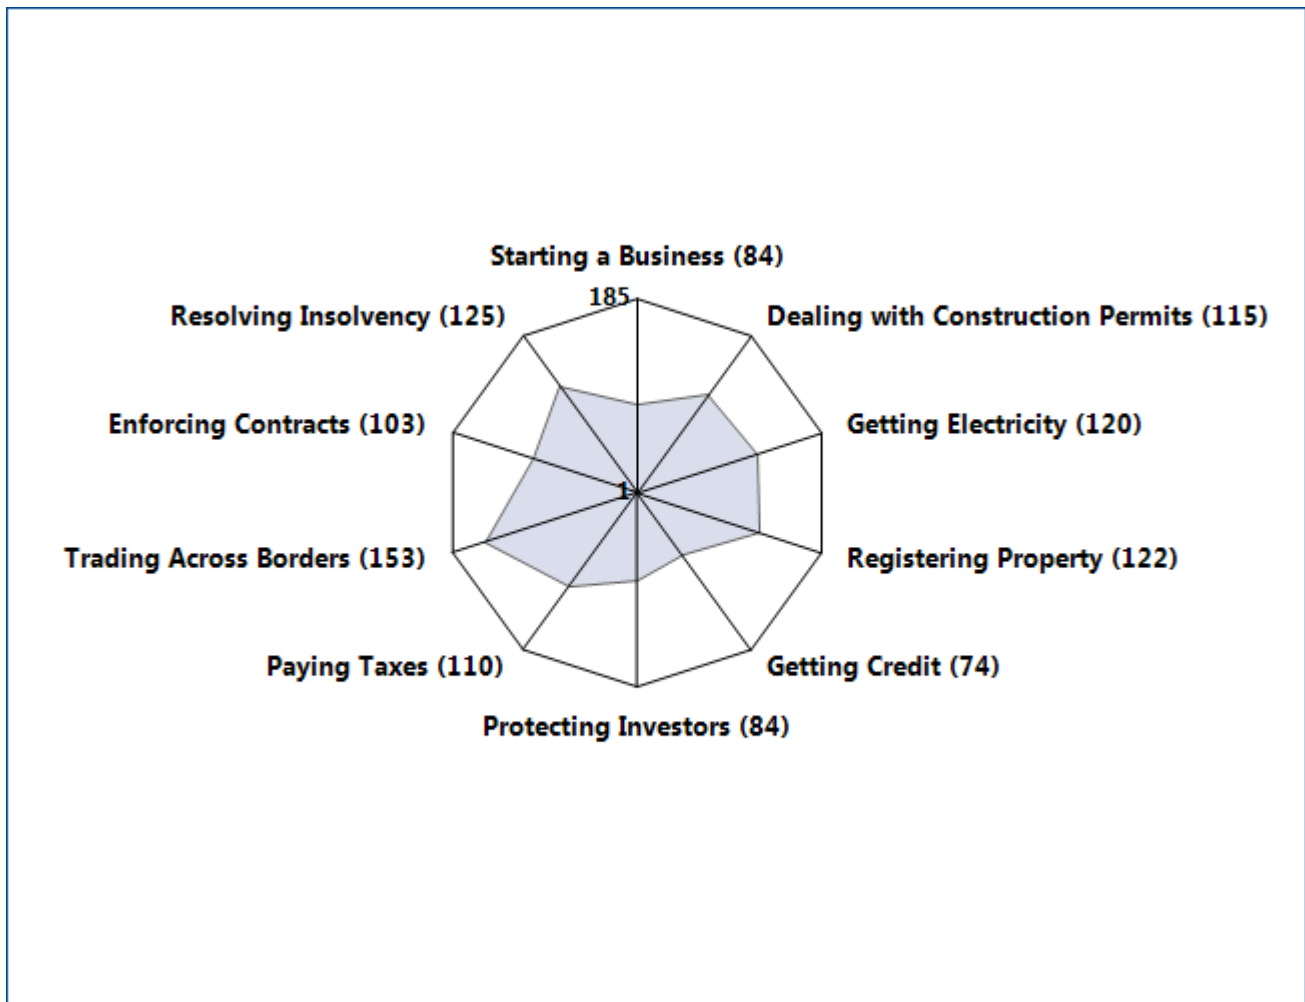 Starting a Business (84)
185
Resolving Insolvency (125)
Dealing with Construction Permits (115)
Enforcing Contracts (103)
Getting Electricity (120)
1
Trading Across Borders (153)
Registering Property (122)
Paying Taxes (110)
Getting Credit (74)
Protecting Investors (84)